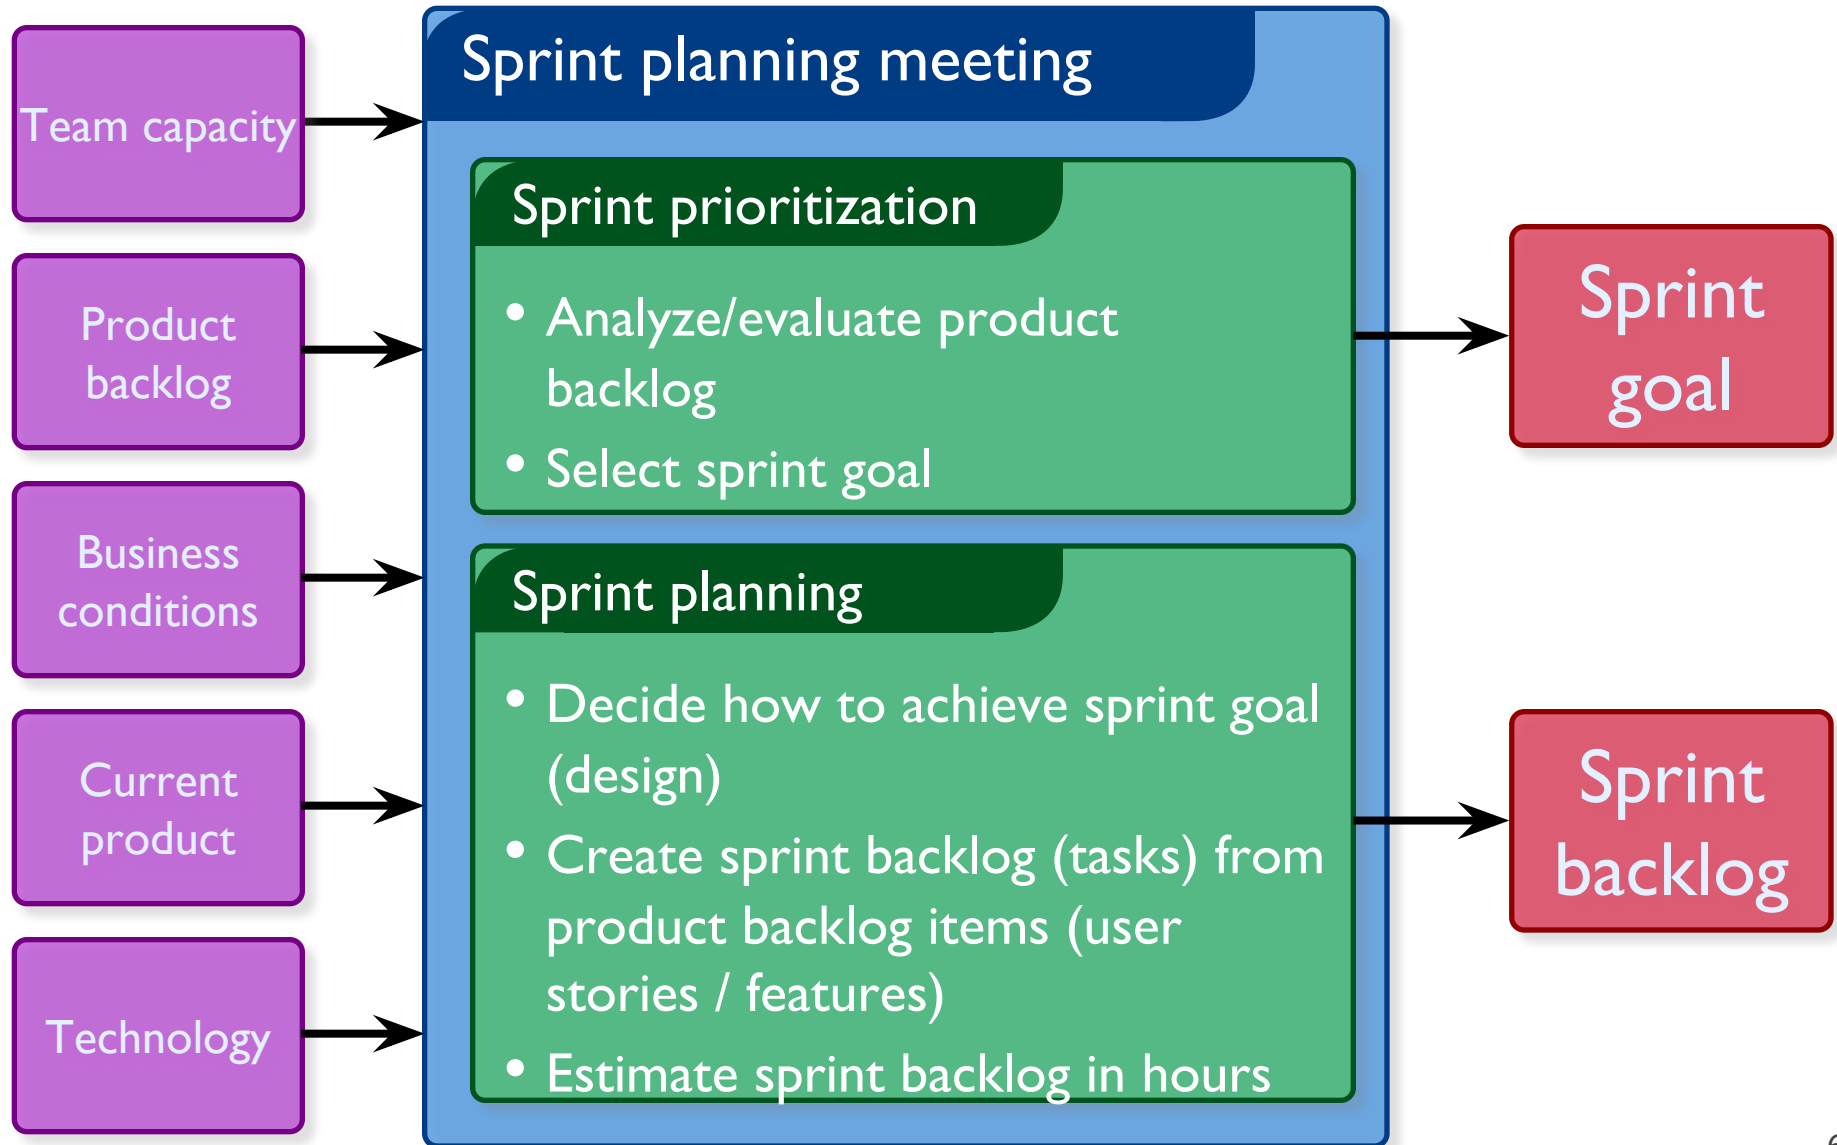 Team capacity
Product
backlog
Business
conditions
Current
product
Technology
Sprint planning meeting
Sprint prioritization
• Analyze/evaluate product
backlog
• Select sprint goal
Sprint planning
• Decide how to achieve sprint goal
(design)
• Create sprint backlog (tasks) from
product backlog items (user
stories / features)
• Estimate sprint backlog in hours
Sprint
goal
Sprint
backlog